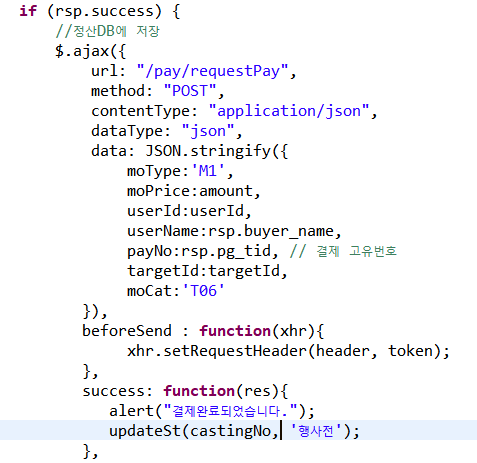 if (rsp.success) {
//정산DB에 저장
$.ajax({
url: "/pay/requestPay",
method: "POST",
contentType: "application/json",
dataType: "json",
data: JSON.stringify({
moType:'M1',
moPrice:amount,
userId:userId,
userName:rsp.buyer_name,
payNo:rsp.pg_tid, // 결제 고유번호
targetId:targetId,
moCat:'T06'
}),
beforeSend : function(xhr){
xhr.setRequestHeader(header, token);
},
success: function(res){
alert("결제완료되었습니다.");
updateSt(castingNo, '행사전');
},